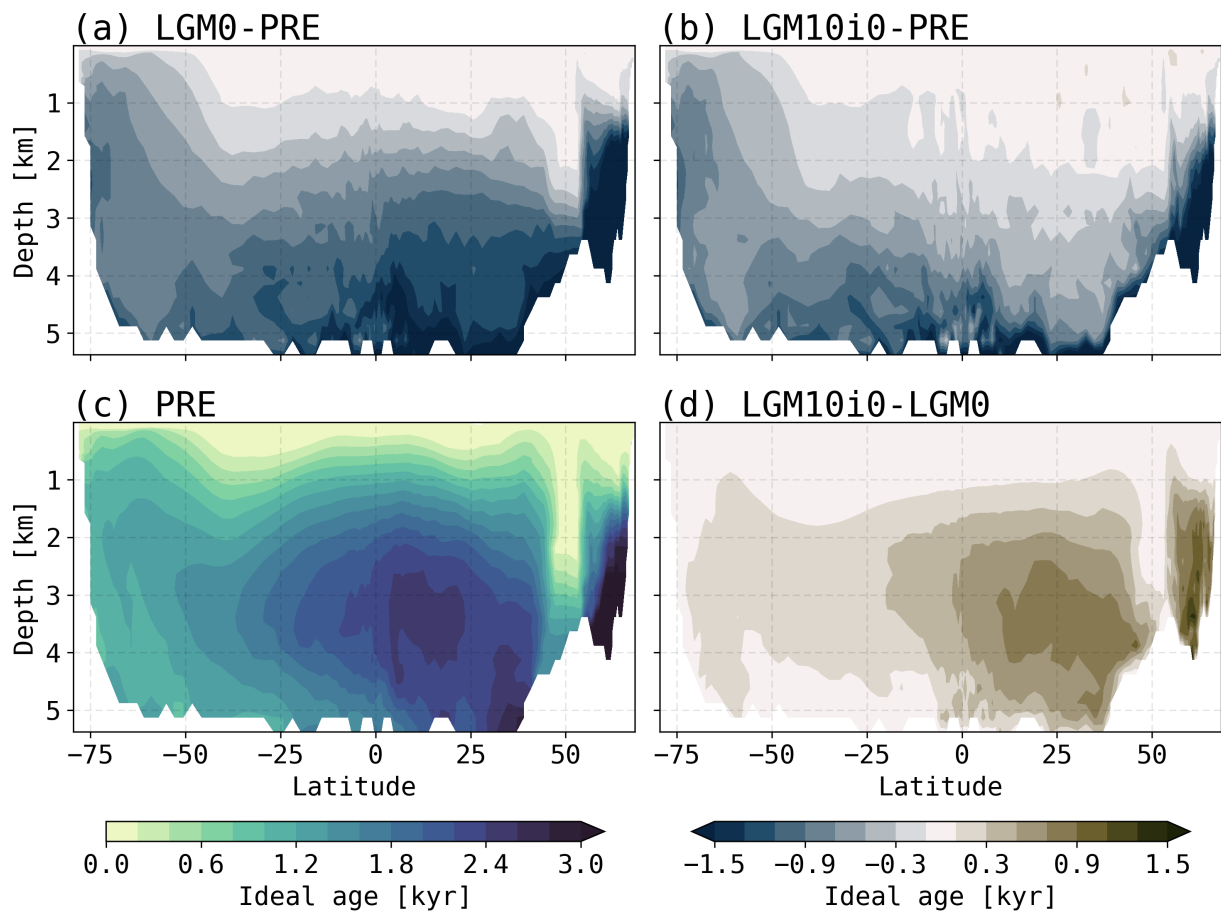 (a) LGM0-PRE
(b) LGM10i0-PRE
Depth [km]
1
2
3
4
5
(c) PRE
(d) LGM10i0-LGM0
Depth [km]
1
2
3
4
5
−75 −50 −25 0 25 50
−75 −50 −25 0 25 50
Latitude
Latitude
0.0 0.6 1.2 1.8 2.4 3.0
−1.5 −0.9 −0.3 0.3 0.9 1.5
Ideal age [kyr]
Ideal age [kyr]